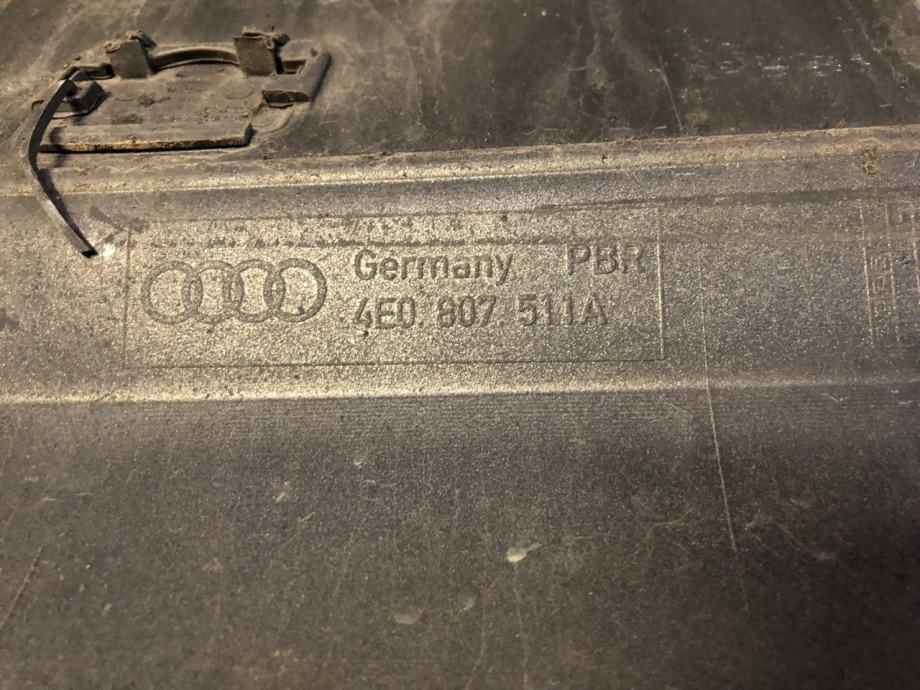 Germany PBR
4E0. 807. 511A